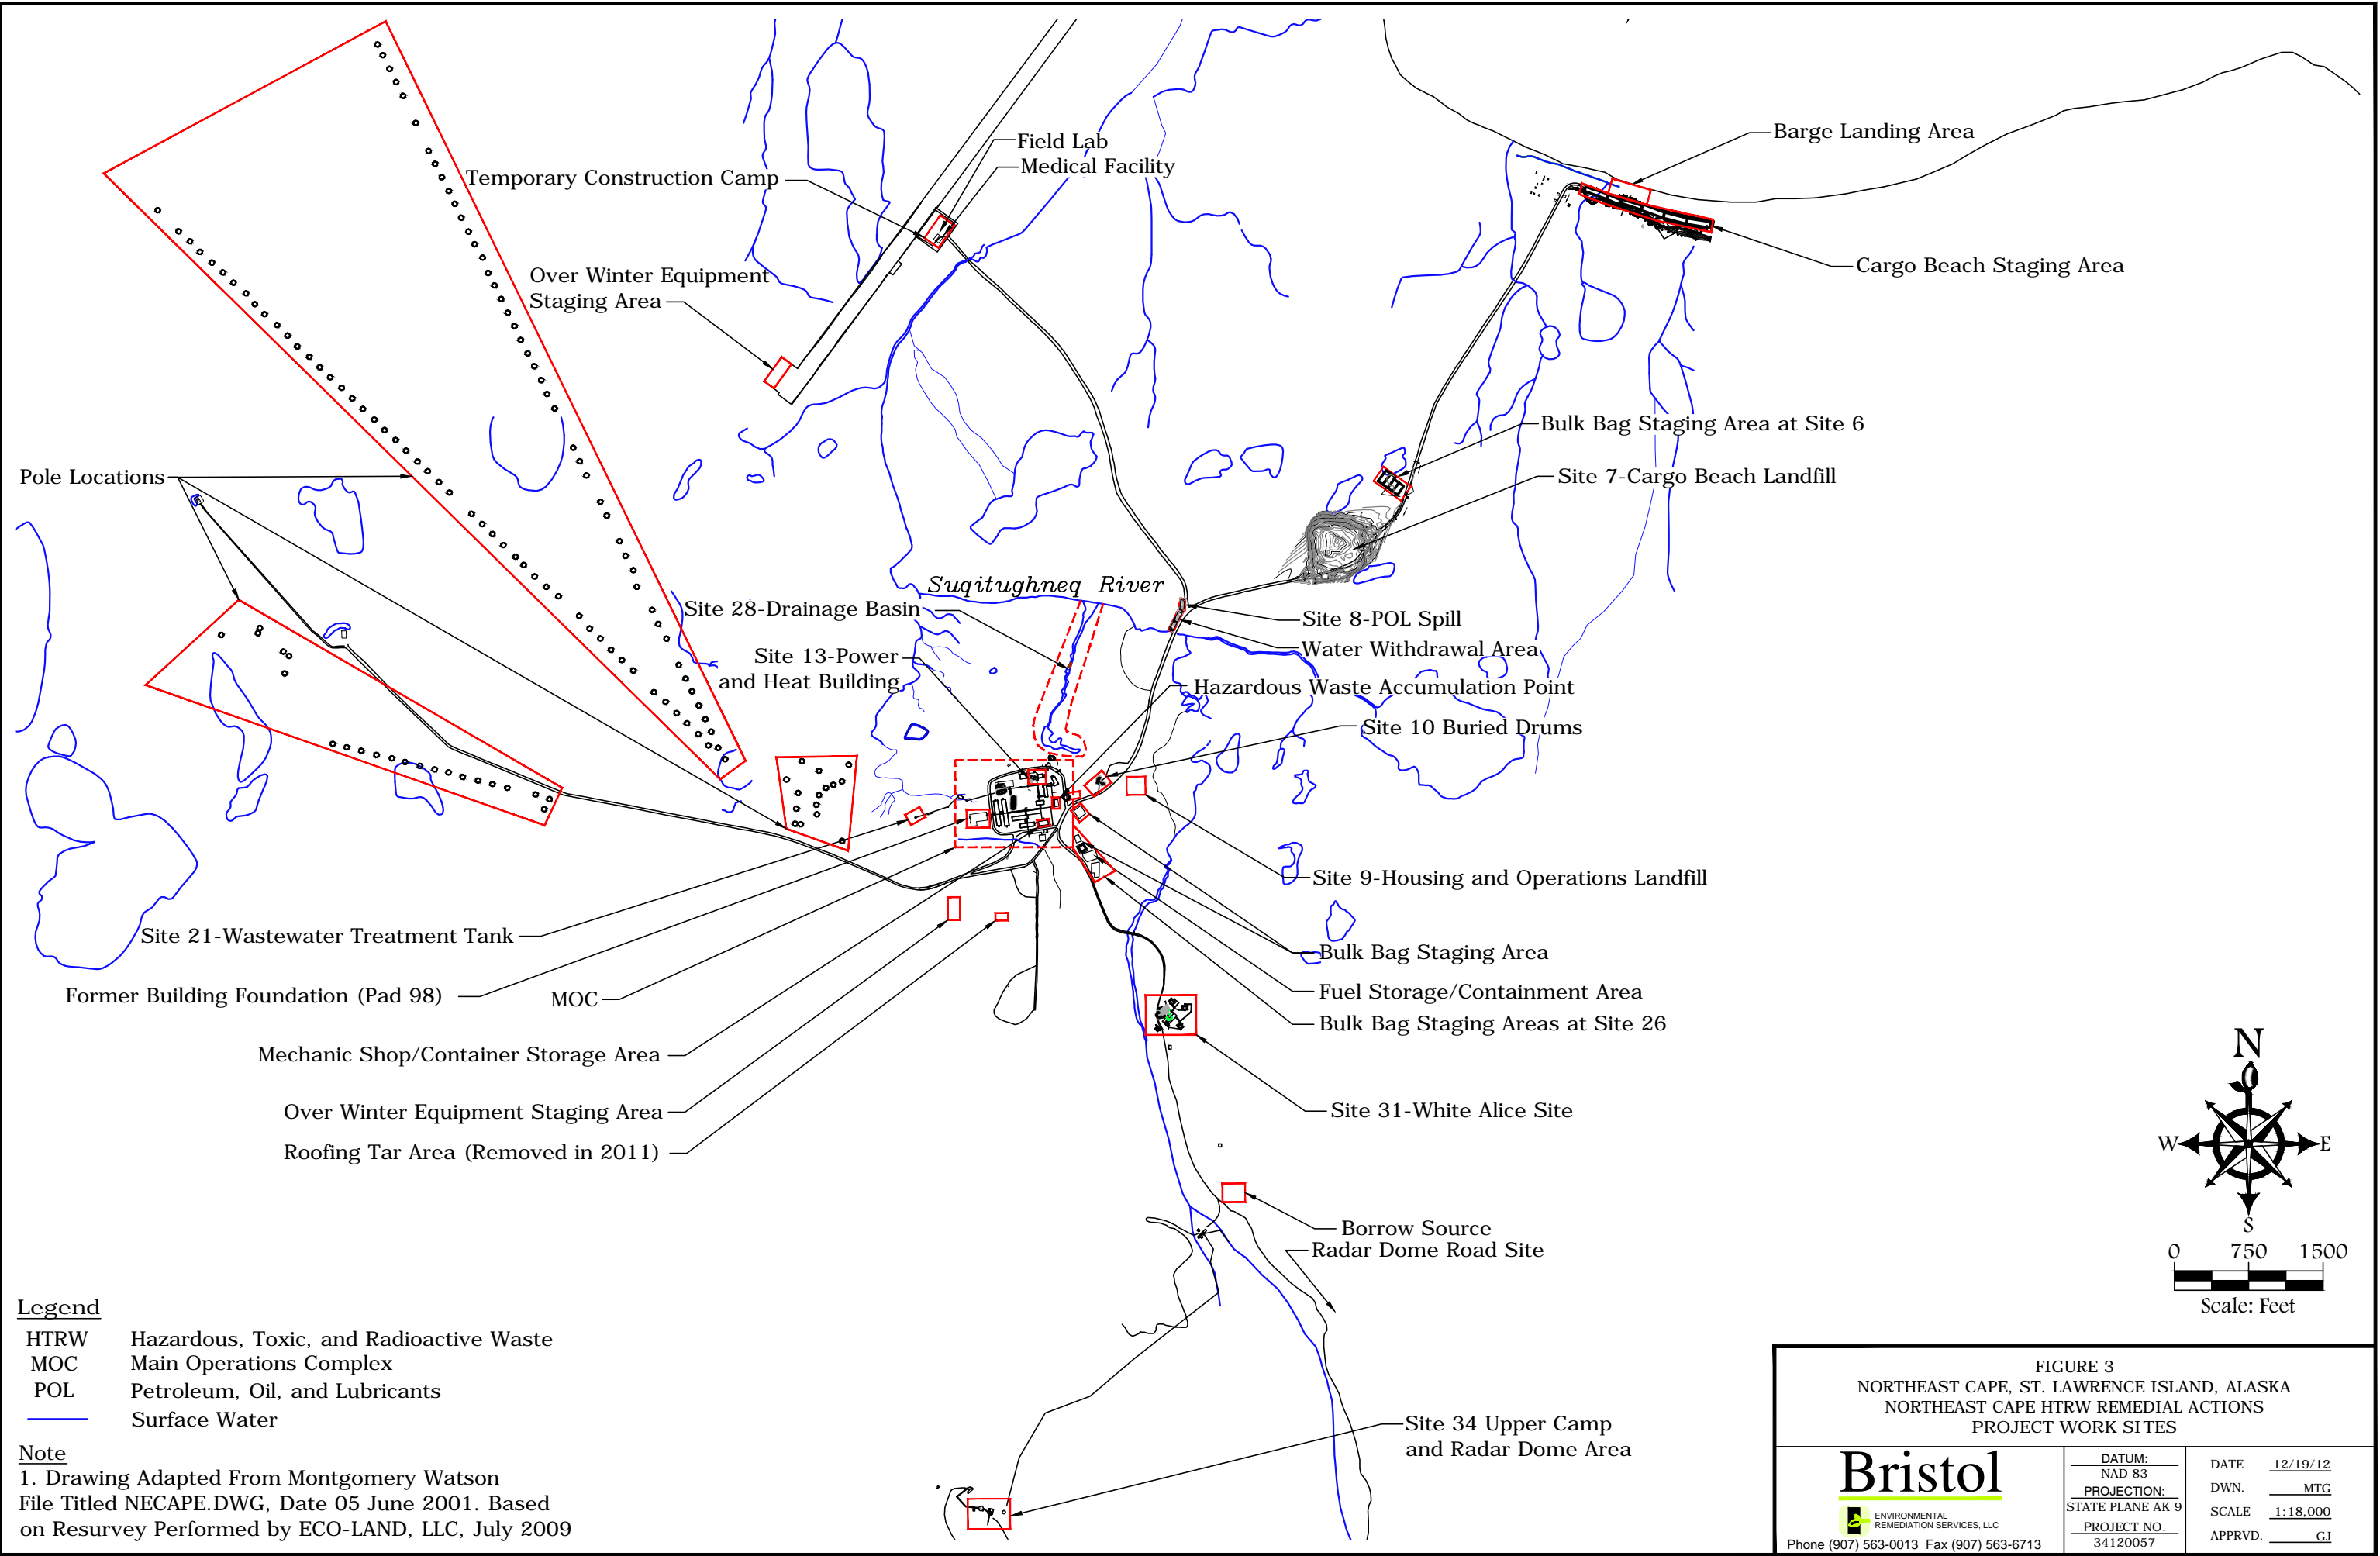 Field Lab
Medical Facility
Temporary Construction Camp
Barge Landing Area
Over Winter Equipment
Staging Area
Cargo Beach Staging Area
Bulk Bag Staging Area at Site 6
Pole Locations
Site 7-Cargo Beach Landfill
Suqitughneq River
Site 28-Drainage Basin
Site 8-POL Spill
Water Withdrawal Area
Site 13-Power
and Heat Building
Hazardous Waste Accumulation Point
Site 10 Buried Drums
Site 9-Housing and Operations Landfill
Site 21-Wastewater Treatment Tank
Bulk Bag Staging Area
Former Building Foundation (Pad 98)
MOC
Fuel Storage/Containment Area
Bulk Bag Staging Areas at Site 26
Mechanic Shop/Container Storage Area
Over Winter Equipment Staging Area
Site 31-White Alice Site
Roofing Tar Area (Removed in 2011)
Borrow Source
Radar Dome Road Site
Site 34 Upper Camp
and Radar Dome Area
N
W E
S
0 750 1500
Scale: Feet
Legend
HTRW Hazardous, Toxic, and Radioactive Waste
MOC Main Operations Complex
POL Petroleum, Oil, and Lubricants
Surface Water
Note
1. Drawing Adapted From Montgomery Watson
File Titled NECAPE.DWG, Date 05 June 2001. Based
on Resurvey Performed by ECO-LAND, LLC, July 2009
FIGURE 3
NORTHEAST CAPE, ST. LAWRENCE ISLAND, ALASKA
NORTHEAST CAPE HTRW REMEDIAL ACTIONS
PROJECT WORK SITES
Bristol
ENVIRONMENTAL
REMEDIATION SERVICES, LLC
Phone (907) 563-0013 Fax (907) 563-6713
DATUM:
NAD 83
PROJECTION:
STATE PLANE AK 9
PROJECT NO.
34120057
DATE 12/19/12
DWN. MTG
SCALE 1:18,000
APPRVD. GJ